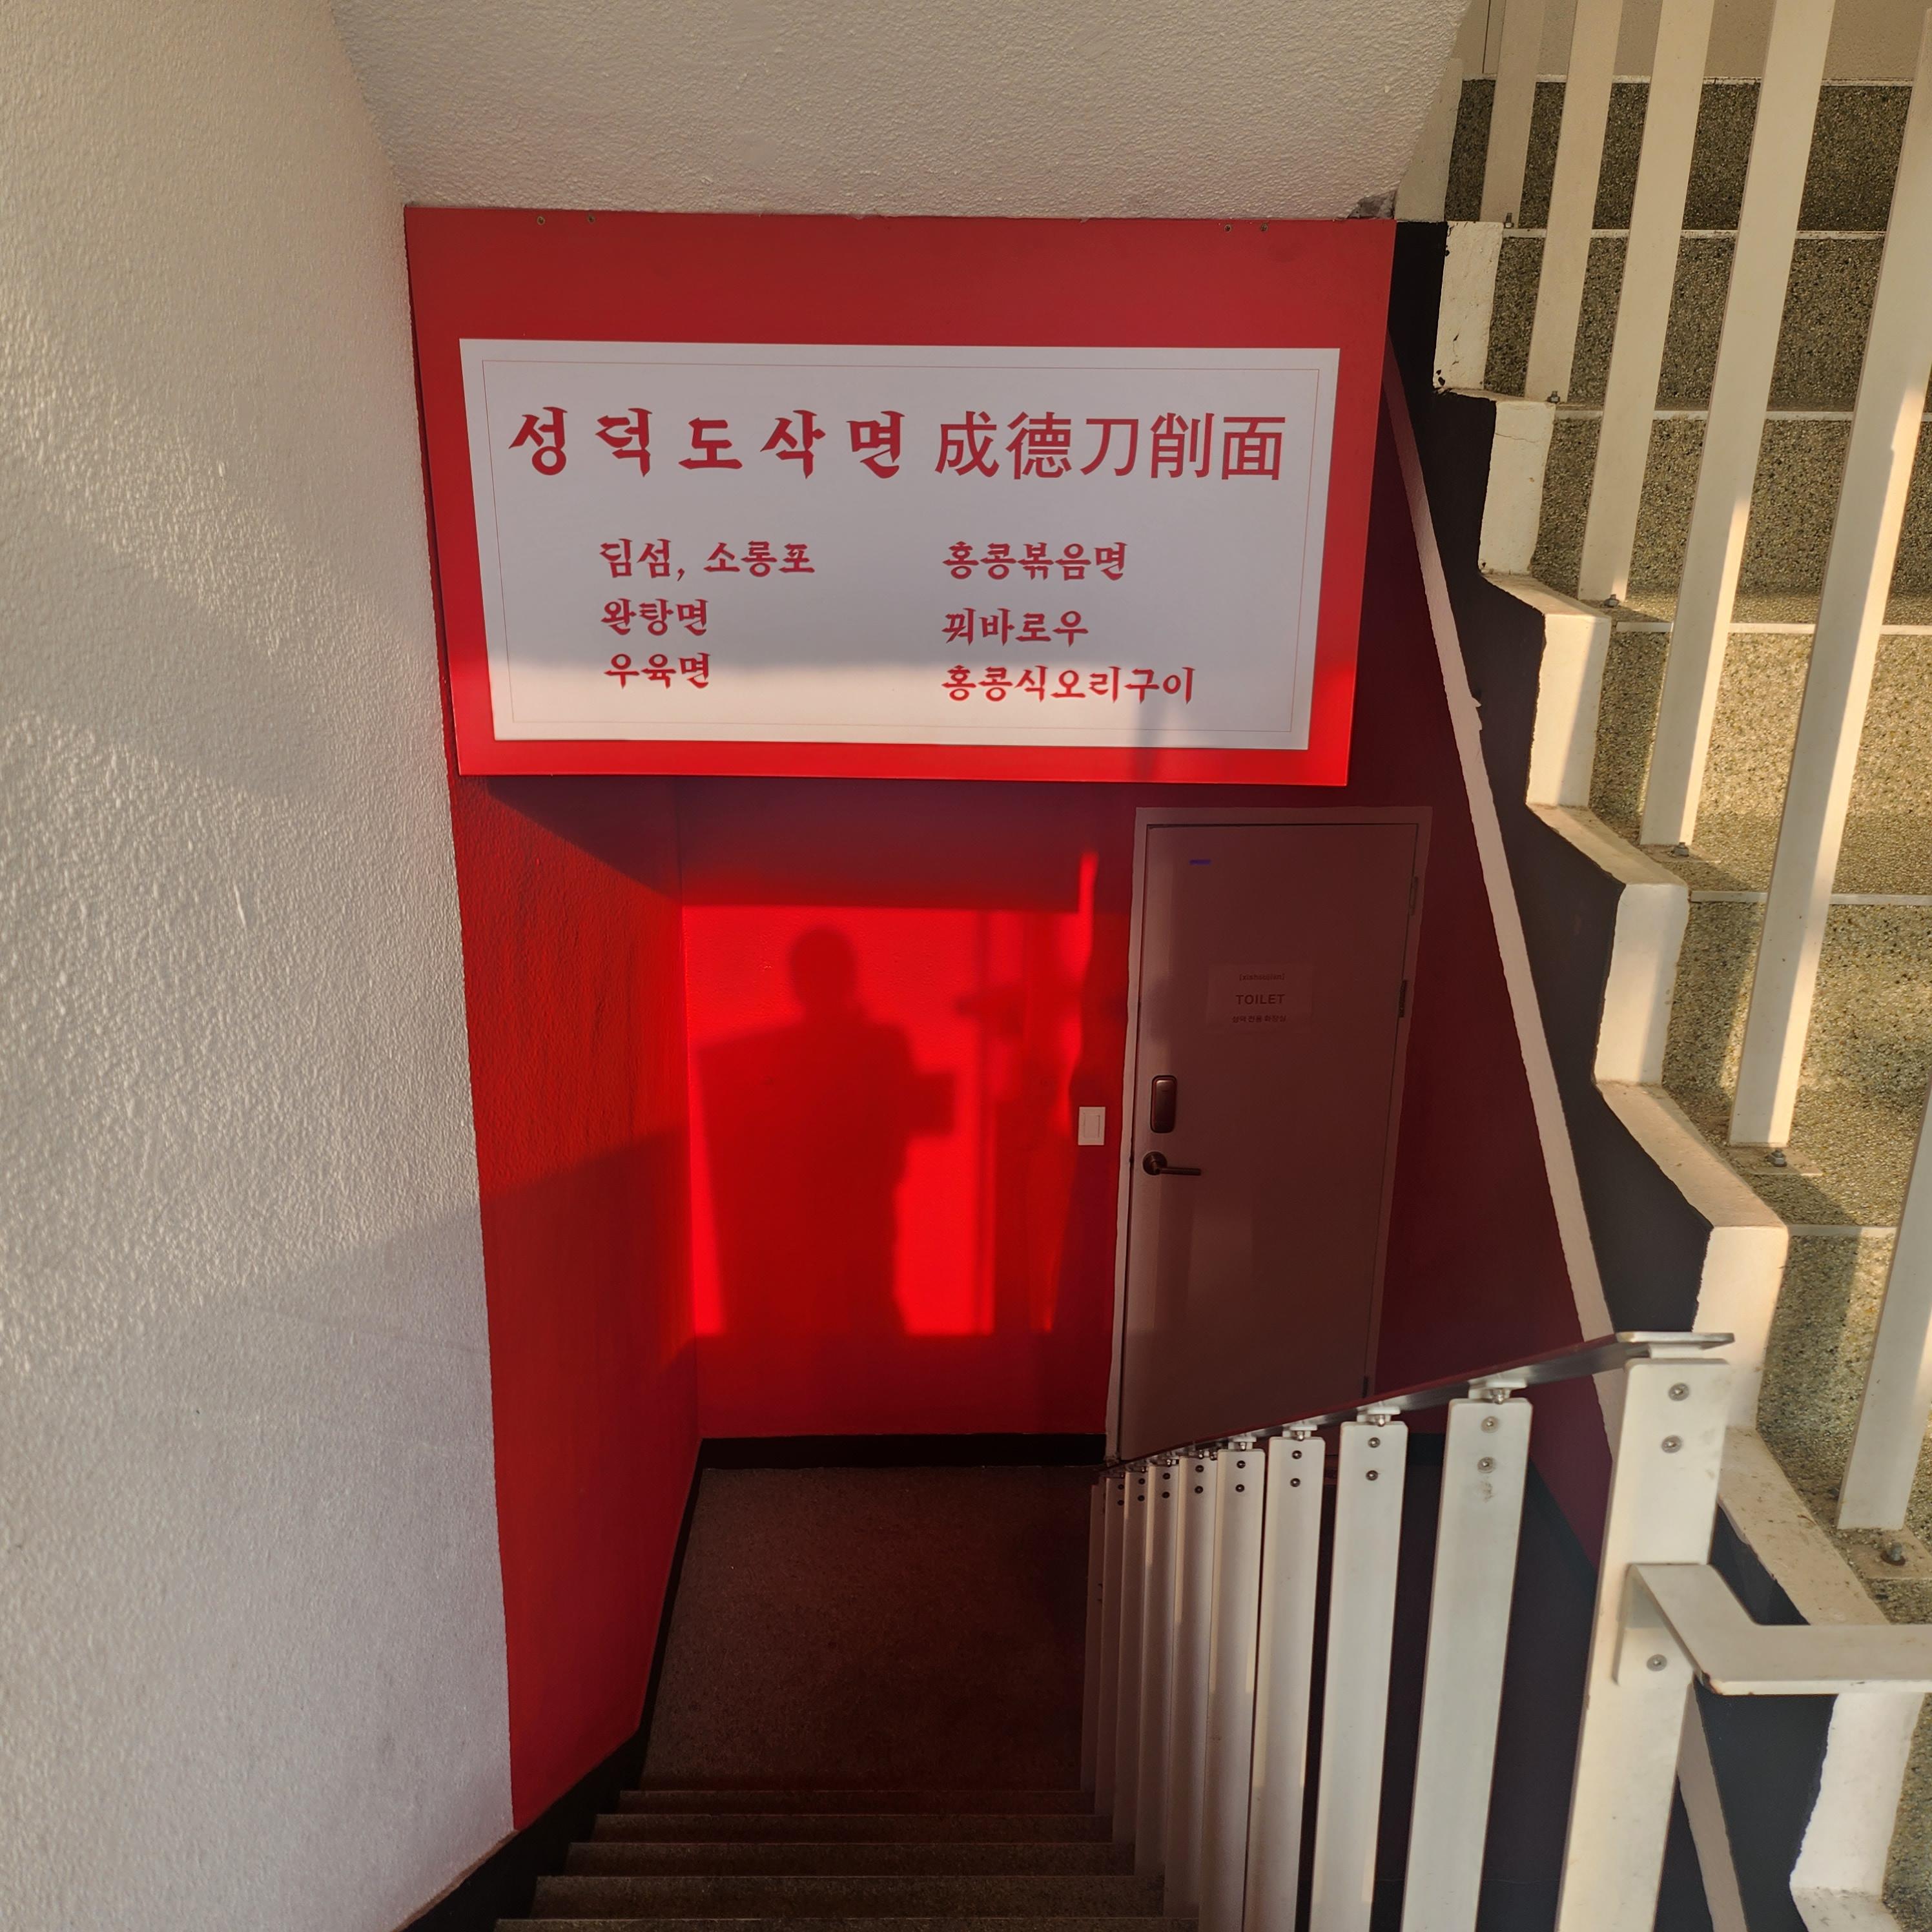 성덕도삭면 成德刀削面
딤섬, 소롱포
완탕면
우육면
홍콩볶음면
꿔바로우
홍콩식오리구이
TOILET